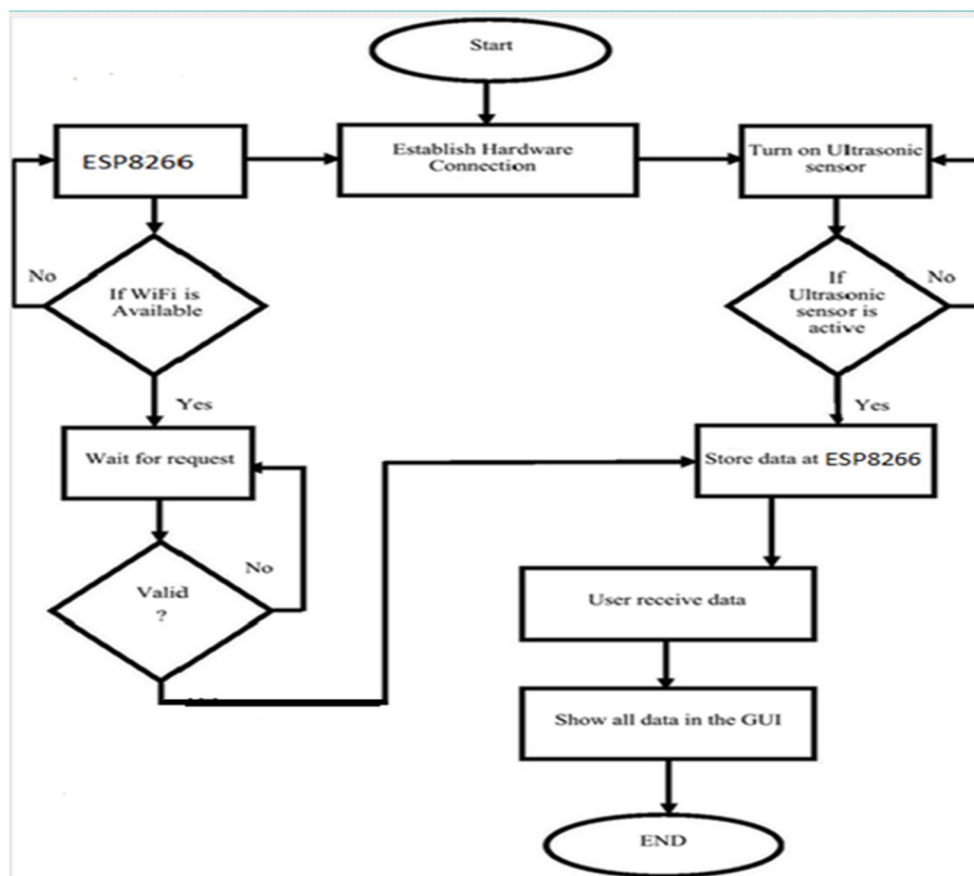 Start
ESP8266
Establish Hardware
Connection
Turn on Ultrasonic
sensor
No
If WiFi is
Available
If
Ultrasonic
sensor is
active
No
Yes
Yes
Wait for request
Store data at ESP8266
No
Valid
?
User receive data
Show all data in the GUI
END